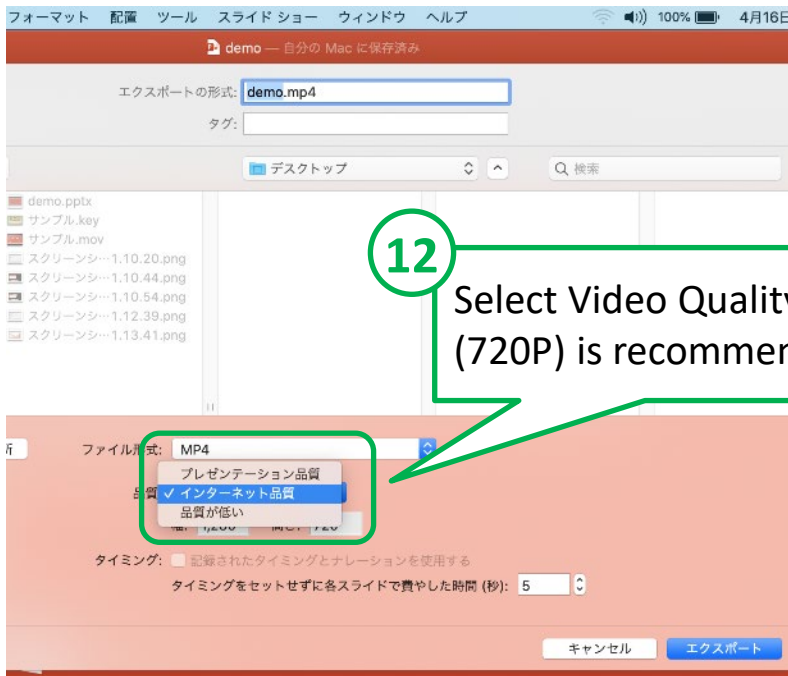 フォーマット 配置 ツール スライド ショー ウィンドウ ヘルプ 100% 4月16日
demo — 自分の Mac に保存済み
エクスポートの形式: demo.mp4
タグ:
デスクトップ 検索
demo.pptx
サンプル.key
サンプル.mov
スクリーンシ…1.10.20.png
スクリーンシ…1.10.44.png
スクリーンシ…1.10.54.png
スクリーンシ…1.12.39.png
スクリーンシ…1.13.41.png
12
Select Video Quality
(720P) is recommen
ファイル形式: MP4
プレゼンテーション品質
品質 ✓ インターネット品質
品質が低い
幅: 1,280 高さ: 720
タイミング: 記録されたタイミングとナレーションを使用する
タイミングをセットせずに各スライドで費やした時間 (秒): 5
キャンセル エクスポート